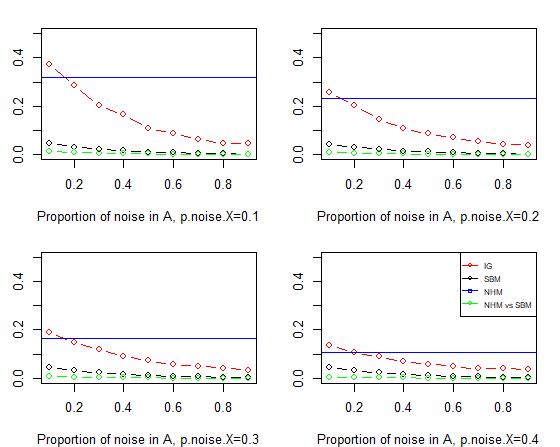 0.0 0.2 0.4
0.2 0.4 0.6 0.8
Proportion of noise in A, p.noise.X=0.1
0.0 0.2 0.4
0.2 0.4 0.6 0.8
Proportion of noise in A, p.noise.X=0.2
0.0 0.2 0.4
0.2 0.4 0.6 0.8
Proportion of noise in A, p.noise.X=0.3
0.0 0.2 0.4
IG
SBM
NHM
NHM vs SBM
0.2 0.4 0.6 0.8
Proportion of noise in A, p.noise.X=0.4